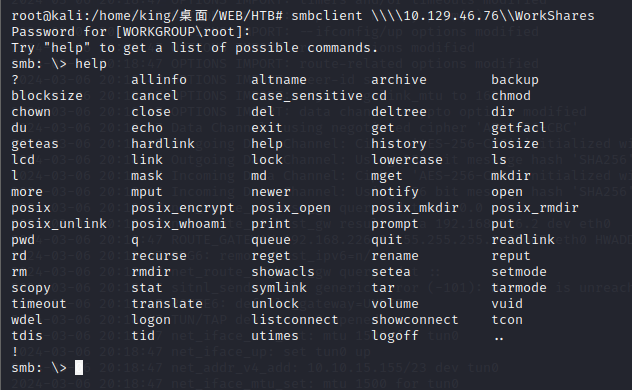 root@kali:/home/king/桌面/WEB/HTB# smbclient \\\\10.129.46.76\\WorkShares
Password for [WORKGROUP\root]:
Try "help" to get a list of possible commands.
smb: \> help
? allinfo altname archive backup
blocksize cancel case_sensitive cd chmod
chown close del deltree dir
du echo exit get getfacl
geteas hardlink help history iosize
lcd link lock lowercase ls
l mask md mget mkdir
more mput newer notify open
posix posix_encrypt posix_open posix_mkdir posix_rmdir
posix_unlink posix_whoami print prompt put
pwd q queue quit readlink
rd recurse reget rename reput
rm rmdir showacls setea setmode
scopy stat symlink tar tarmode
timeout translate unlock volume vuid
wdel logon listconnect showconnect tcon
tdis tid utimes logoff ..
!
smb: \>